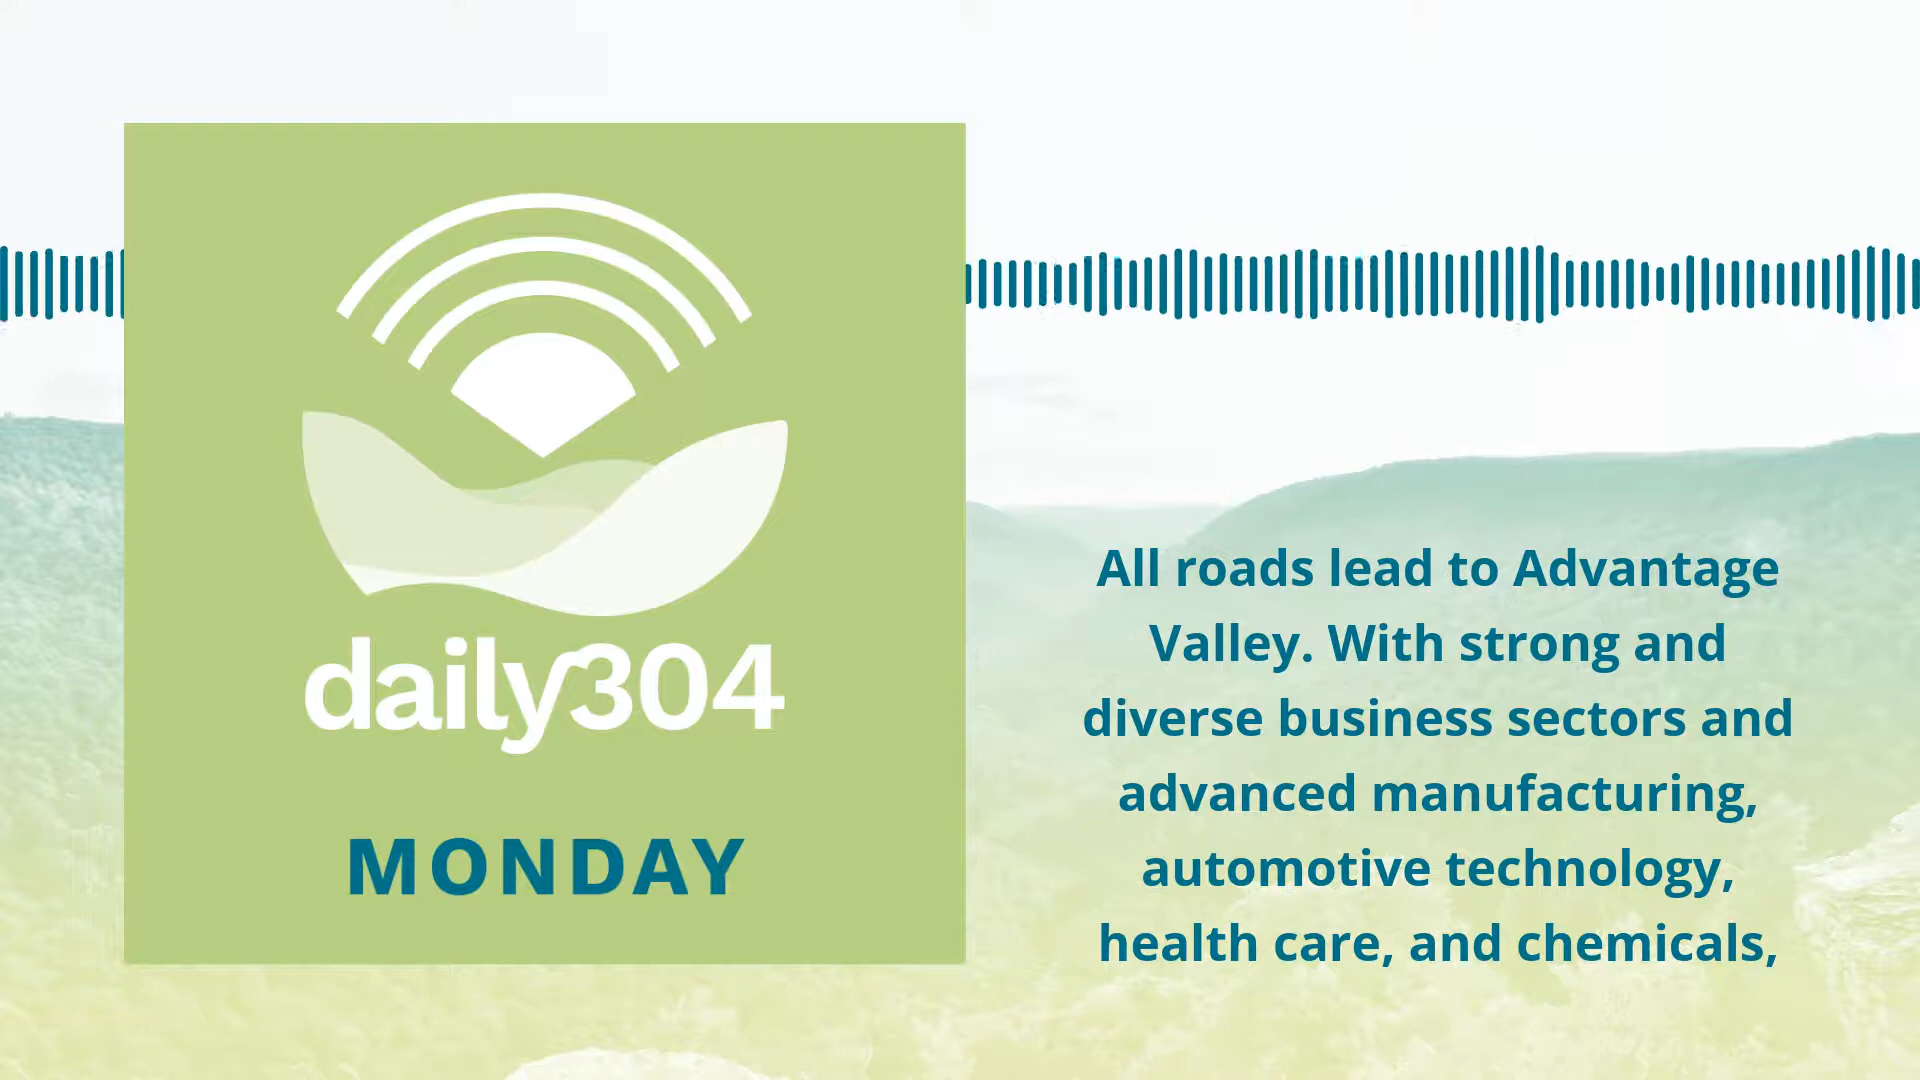 daily304
MONDAY
All roads lead to Advantage
Valley. With strong and
diverse business sectors and
advanced manufacturing,
automotive technology,
health care, and chemicals,